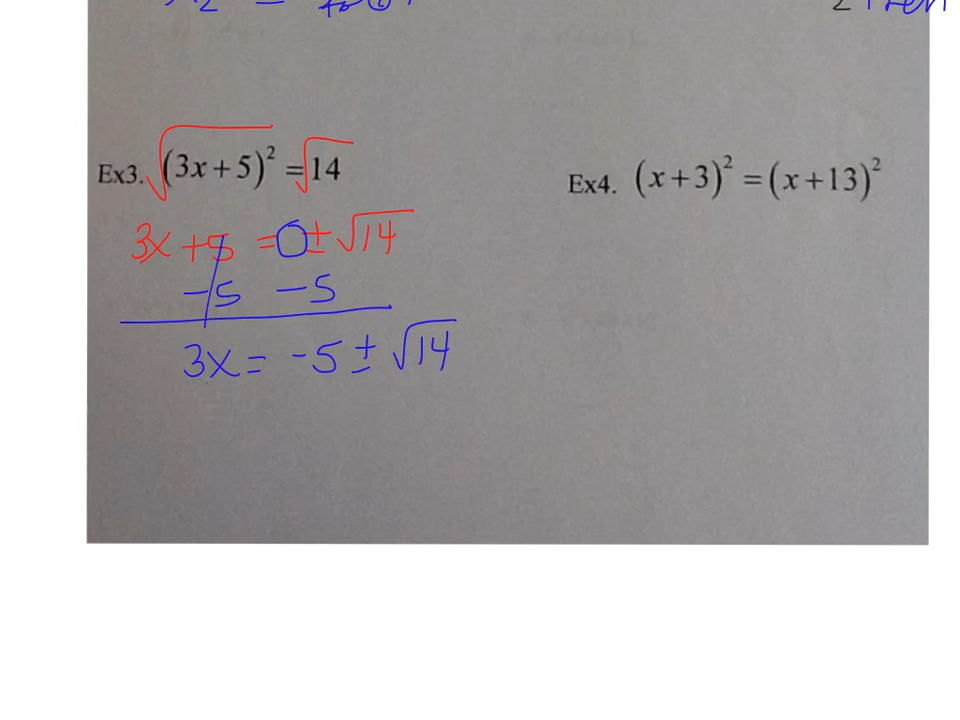 Ex3. √(3x+5)² = √14
3x + 5 = 0 ± √14
-5 -5
3x = -5 ± √14
Ex4. (x+3)² = (x+13)²